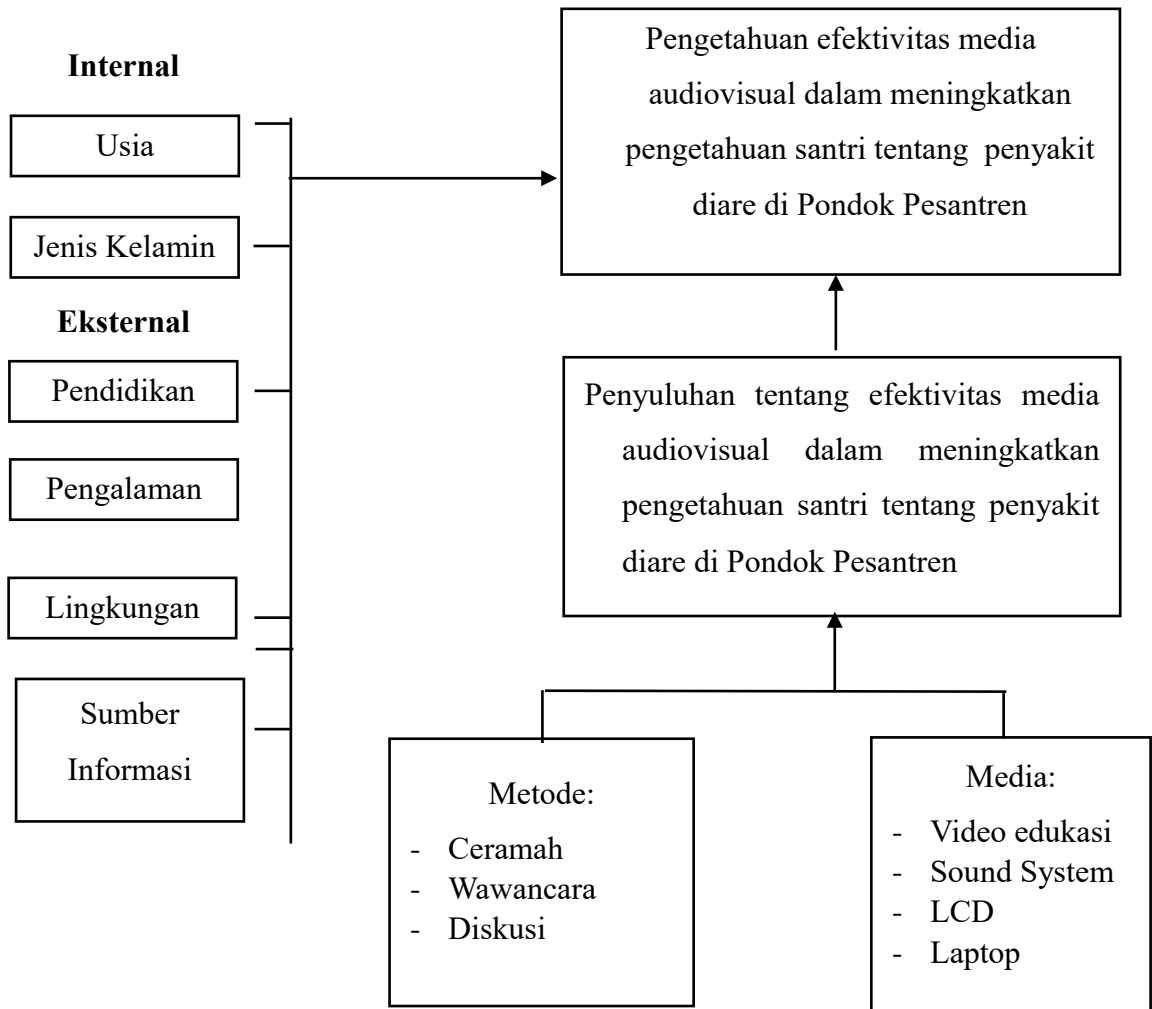 Internal
Usia
Jenis Kelamin
Eksternal
Pendidikan
Pengalaman
Lingkungan
Sumber
Informasi
Pengetahuan efektivitas media
audiovisual dalam meningkatkan
pengetahuan santri tentang penyakit
diare di Pondok Pesantren
Penyuluhan tentang efektivitas media
audiovisual dalam meningkatkan
pengetahuan santri tentang penyakit
diare di Pondok Pesantren
Metode:
- Ceramah
- Wawancara
- Diskusi
Media:
- Video edukasi
- Sound System
- LCD
- Laptop